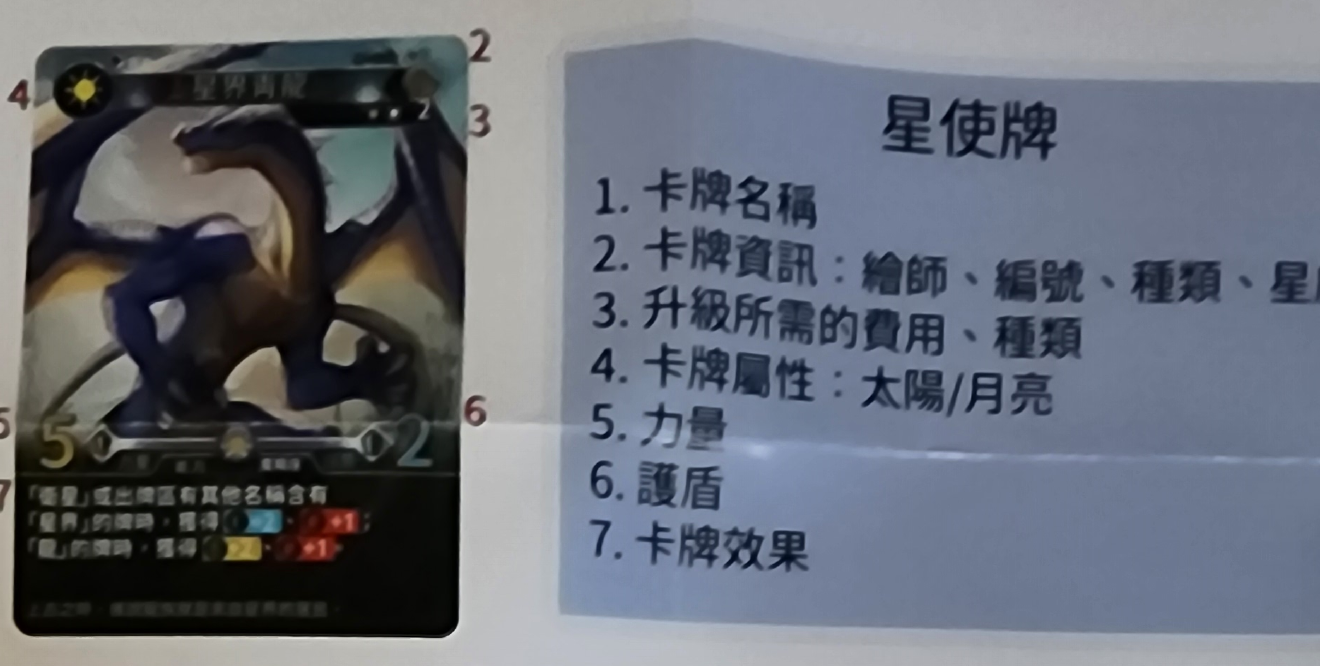 2
4
星界青龍
2
3
5
2
6
5
7
「衛星」或出牌區有其他名稱含有
「星界」的牌時,獲得 +2、+1;
「龍」的牌時,獲得 +2、+1。
星使牌
1. 卡牌名稱
2. 卡牌資訊:繪師、編號、種類、星
3. 升級所需的費用、種類
4. 卡牌屬性:太陽/月亮
5. 力量
6. 護盾
7. 卡牌效果